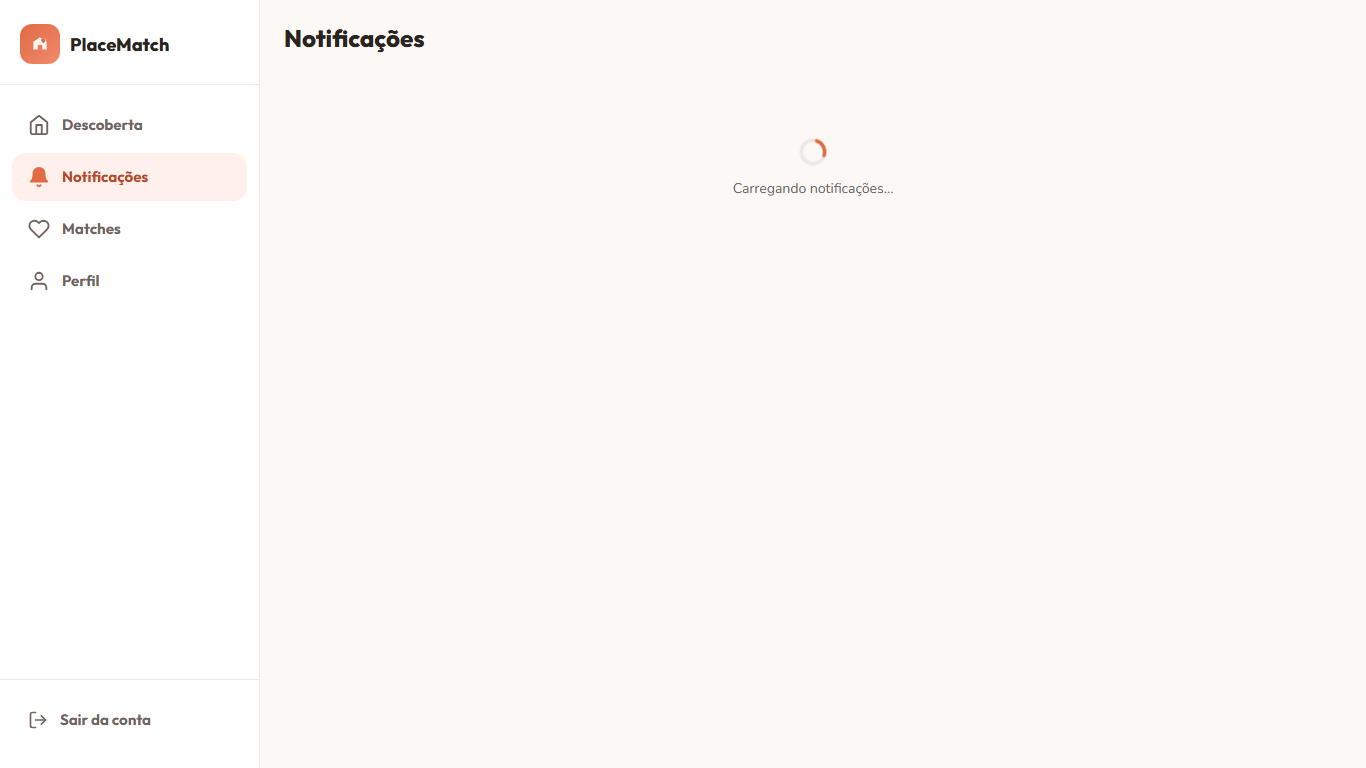 PlaceMatch
Descoberta
Notificações
Matches
Perfil
Sair da conta
Notificações
Carregando notificações...